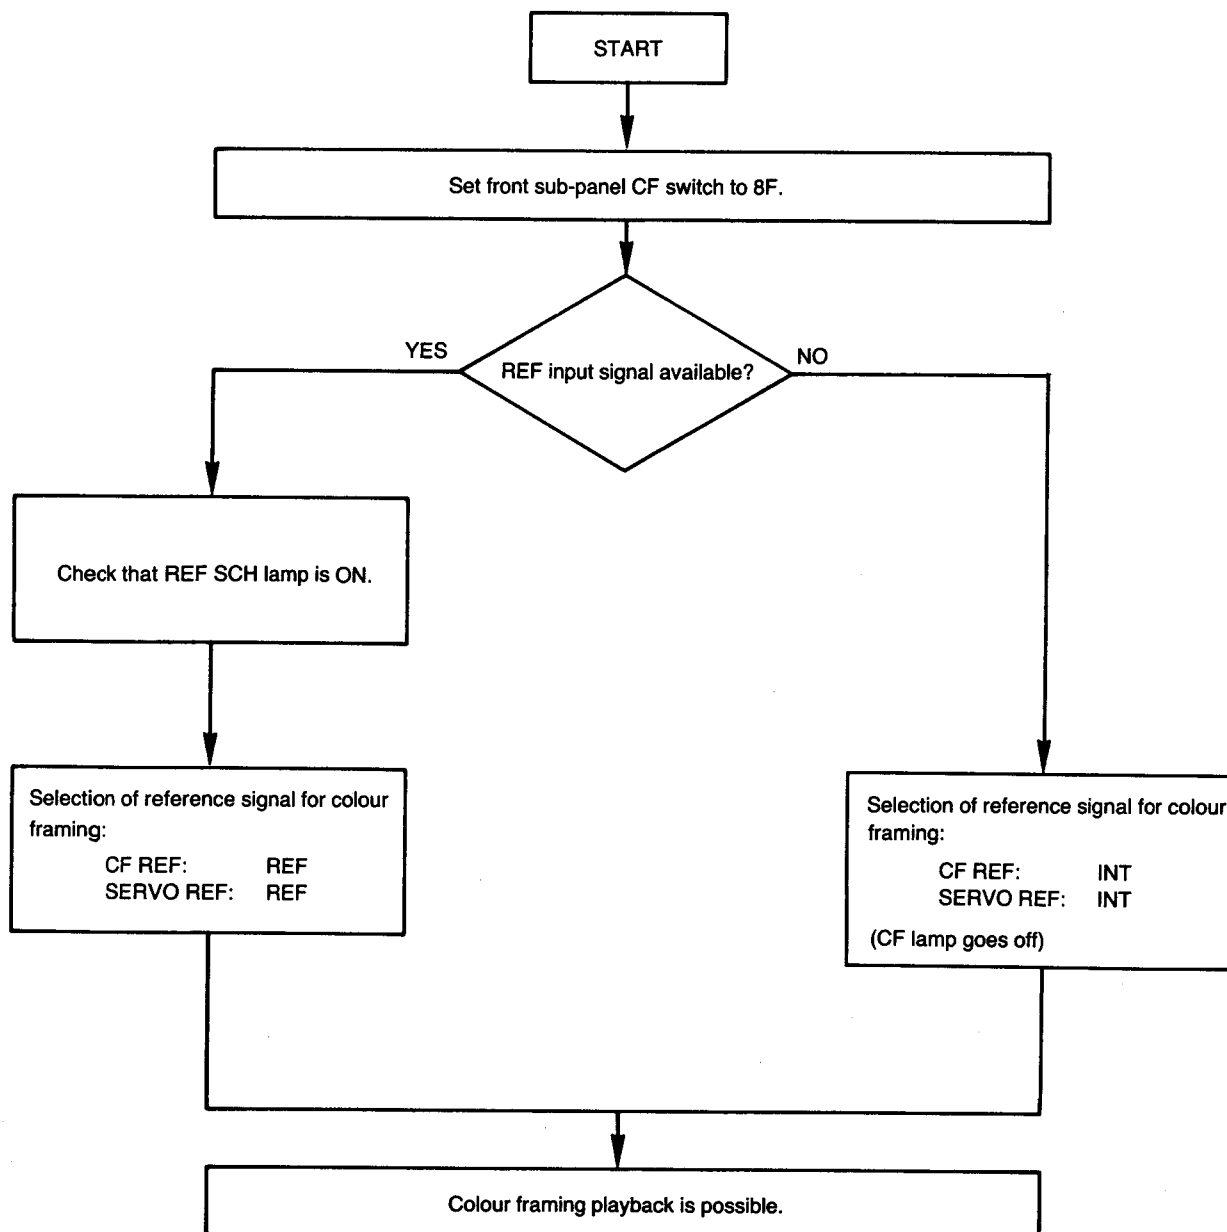 START
Set front sub-panel CF switch to 8F.
YES
REF input signal available?
NO
Check that REF SCH lamp is ON.
Selection of reference signal for colour
framing:
CF REF: REF
SERVO REF: REF
Selection of reference signal for colour
framing:
CF REF: INT
SERVO REF: INT
(CF lamp goes off)
Colour framing playback is possible.